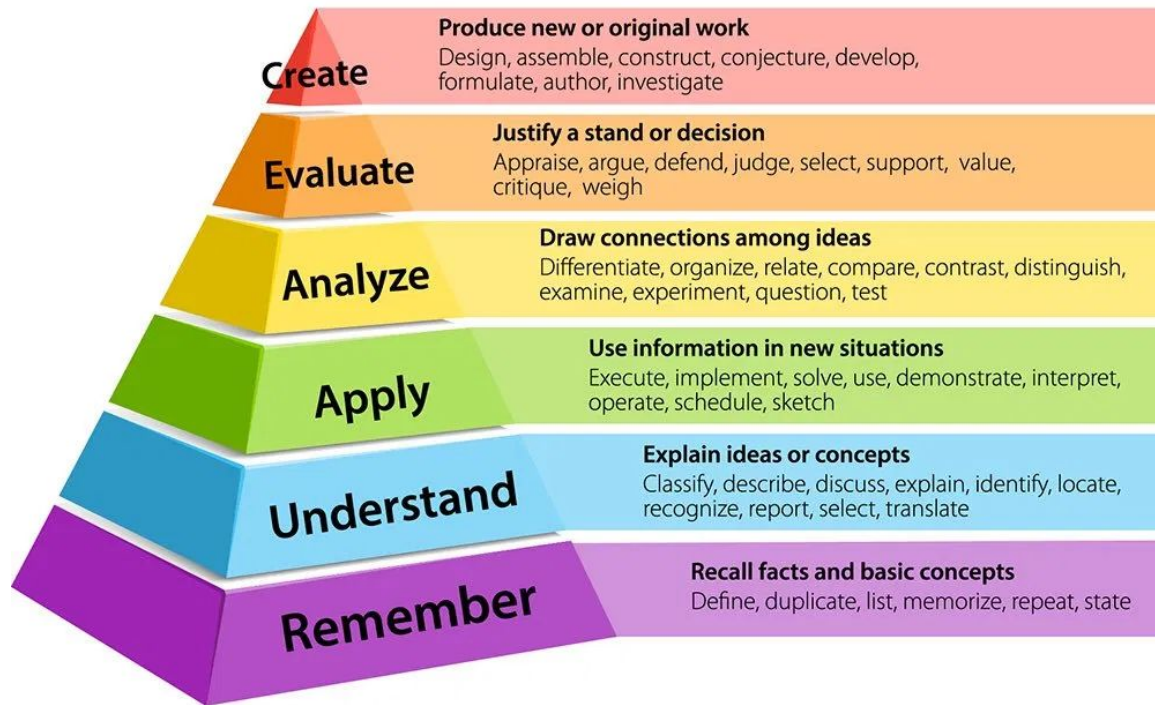 Create
Produce new or original work
Design, assemble, construct, conjecture, develop,
formulate, author, investigate
Evaluate
Justify a stand or decision
Appraise, argue, defend, judge, select, support, value,
critique, weigh
Analyze
Draw connections among ideas
Differentiate, organize, relate, compare, contrast, distinguish,
examine, experiment, question, test
Apply
Use information in new situations
Execute, implement, solve, use, demonstrate, interpret,
operate, schedule, sketch
Understand
Explain ideas or concepts
Classify, describe, discuss, explain, identify, locate,
recognize, report, select, translate
Remember
Recall facts and basic concepts
Define, duplicate, list, memorize, repeat, state